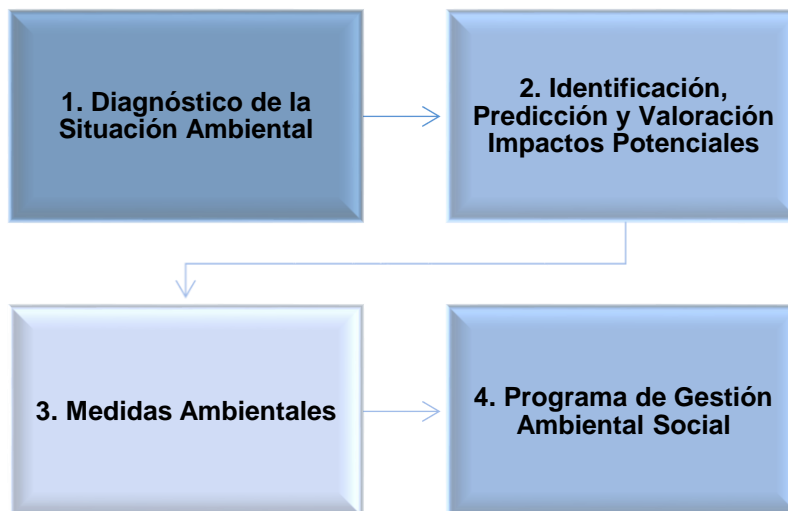 1. Diagnóstico de la
Situación Ambiental
2. Identificación,
Predicción y Valoración
Impactos Potenciales
3. Medidas Ambientales
4. Programa de Gestión
Ambiental Social